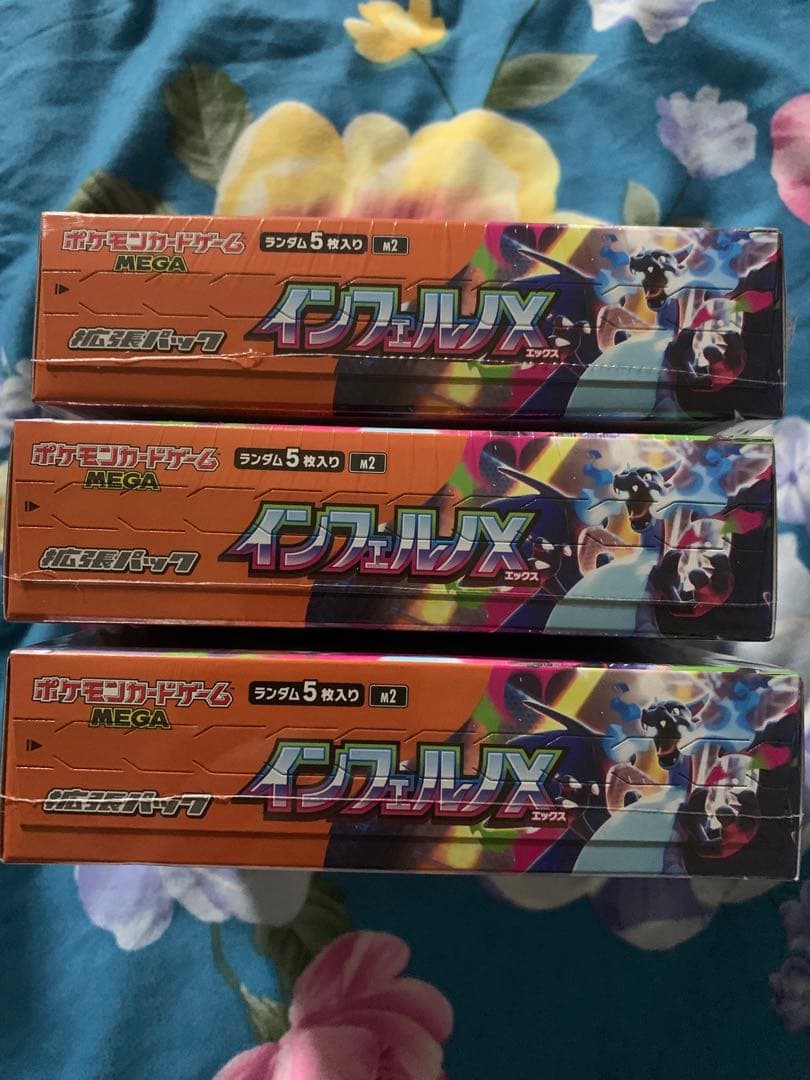 ポケモンカードゲーム
MEGA
ランダム5枚入り M2
インフェルノX
エックス
拡張パック
ポケモンカードゲーム
MEGA
ランダム5枚入り M2
インフェルノX
エックス
拡張パック
ポケモンカードゲーム
MEGA
ランダム5枚入り M2
インフェルノX
エックス
拡張パック